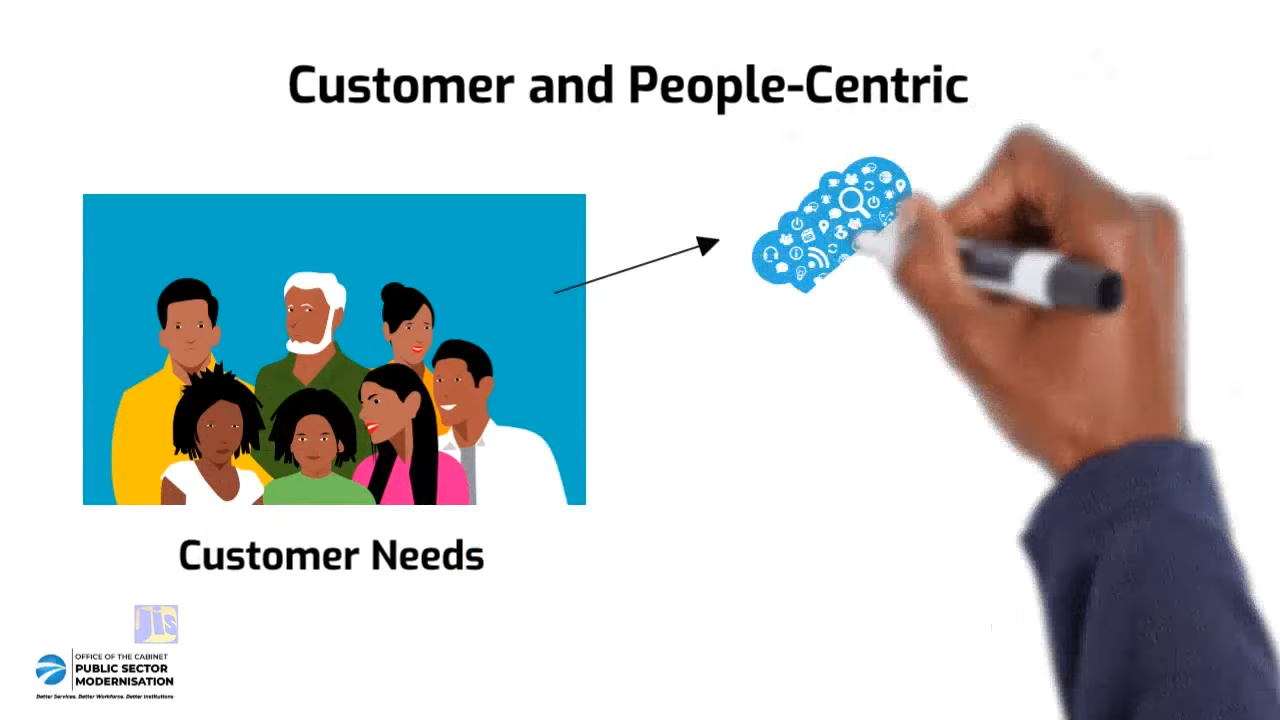 Customer and People-Centric
Customer Needs
Jis
OFFICE OF THE CABINET
PUBLIC SECTOR
MODERNISATION
Better Services. Better Workforce. Better Institutions